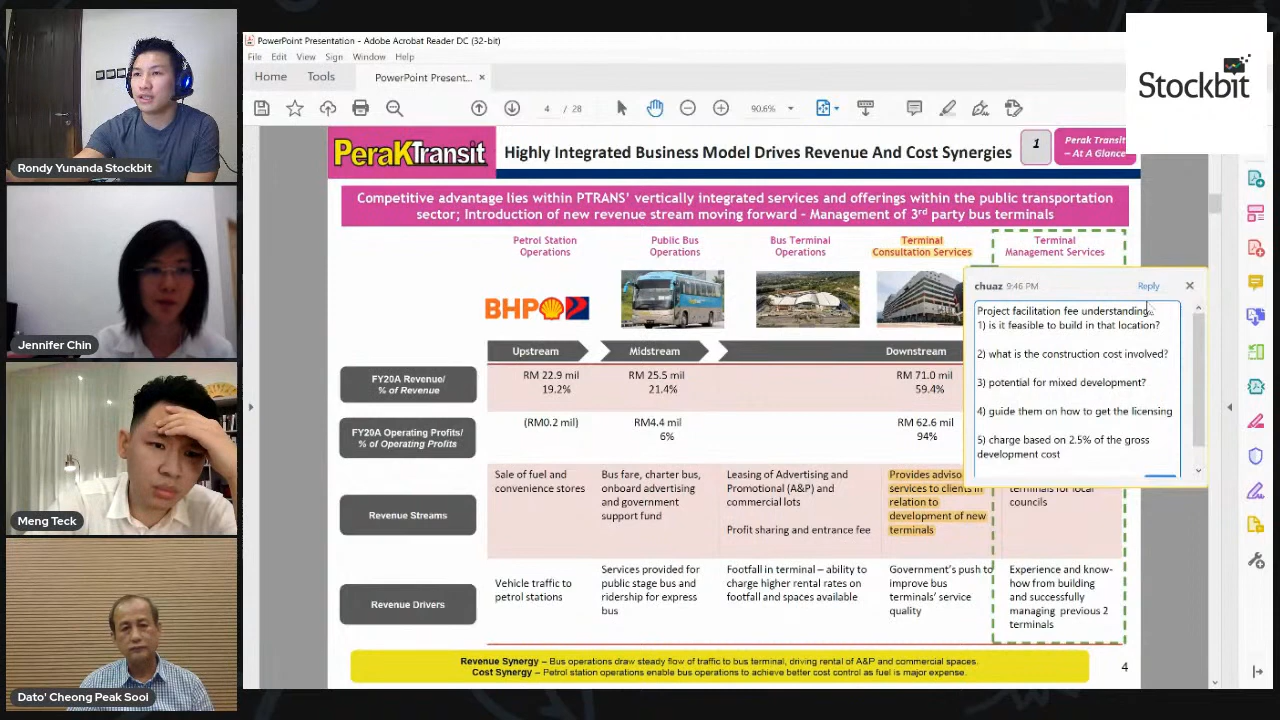 PowerPoint Presentation - Adobe Acrobat Reader DC (32-bit)
File Edit View Sign Window Help
Home Tools PowerPoint Present... ×
4 / 28 90.6%
Stockbit
Rondy Yunanda Stockbit
Jennifer Chin
Meng Teck
Dato' Cheong Peak Sooi
PeraKTransit
Highly Integrated Business Model Drives Revenue And Cost Synergies
1
Perak Transit
– At A Glance
Competitive advantage lies within PTRANS’ vertically integrated services and offerings within the public transportation
sector; Introduction of new revenue stream moving forward - Management of 3rd party bus terminals
Petrol Station
Operations
Public Bus
Operations
Bus Terminal
Operations
Terminal
Consultation Services
Terminal
Management Services
BHP
Upstream
Midstream
Downstream
FY20A Revenue/
% of Revenue
RM 22.9 mil
19.2%
RM 25.5 mil
21.4%
RM 71.0 mil
59.4%
FY20A Operating Profits/
% of Operating Profits
(RM0.2 mil)
RM4.4 mil
6%
RM 62.6 mil
94%
Revenue Streams
Sale of fuel and
convenience stores
Bus fare, charter bus,
onboard advertising
and government
support fund
Leasing of Advertising and
Promotional (A&P) and
commercial lots
Profit sharing and entrance fee
Provides adviso
services to clients in
relation to
development of new
terminals
terminals for local
councils
Revenue Drivers
Vehicle traffic to
petrol stations
Services provided for
public stage bus and
ridership for express
bus
Footfall in terminal – ability to
charge higher rental rates on
footfall and spaces available
Government’s push to
improve bus
terminals’ service
quality
Experience and know-
how from building
and successfully
managing previous 2
terminals
chuaz 9:46 PM Reply ×
Project facilitation fee understanding:
1) is it feasible to build in that location?
2) what is the construction cost involved?
3) potential for mixed development?
4) guide them on how to get the licensing
5) charge based on 2.5% of the gross
development cost
Revenue Synergy – Bus operations draw steady flow of traffic to bus terminal, driving rental of A&P and commercial spaces.
Cost Synergy – Petrol station operations enable bus operations to achieve better cost control as fuel is major expense.
4